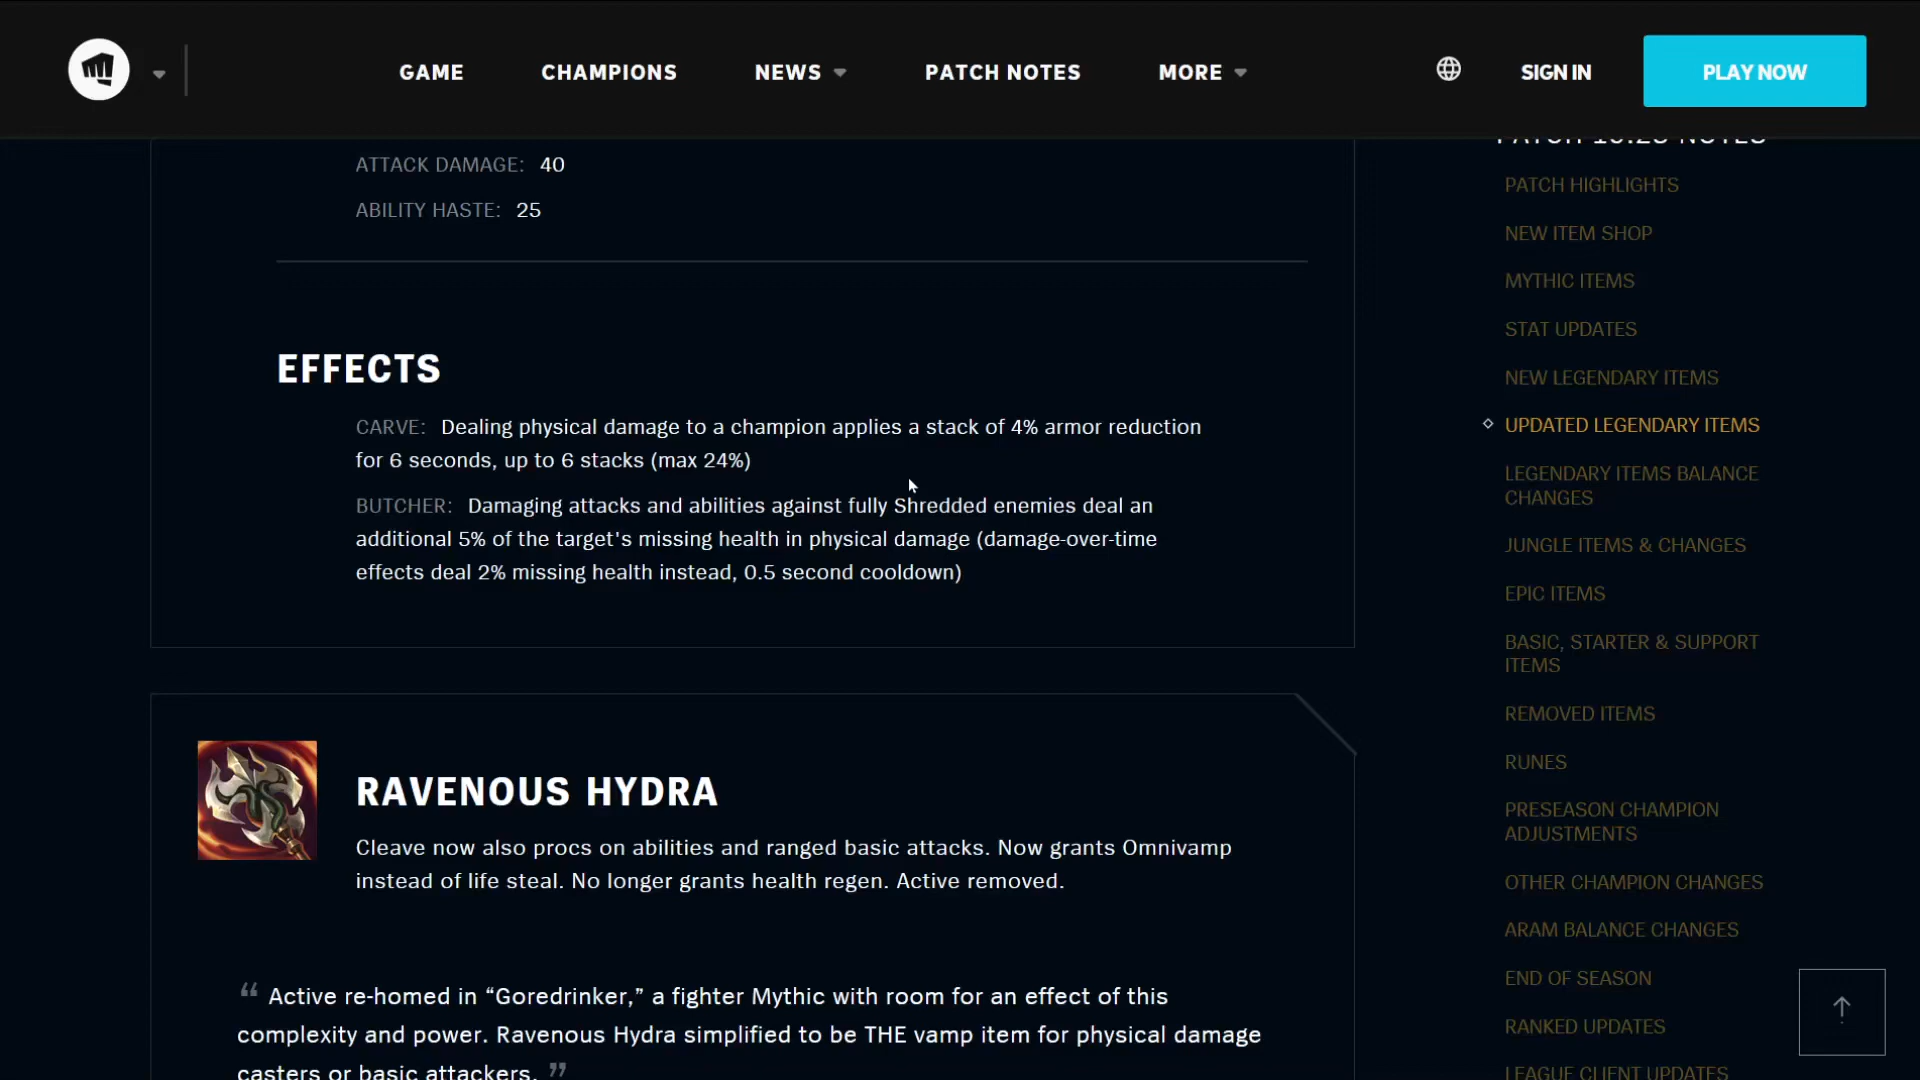 GAME
CHAMPIONS
NEWS
PATCH NOTES
MORE
SIGN IN
PLAY NOW
ATTACK DAMAGE: 40
ABILITY HASTE: 25
EFFECTS
CARVE: Dealing physical damage to a champion applies a stack of 4% armor reduction
for 6 seconds, up to 6 stacks (max 24%)
BUTCHER: Damaging attacks and abilities against fully Shredded enemies deal an
additional 5% of the target's missing health in physical damage (damage-over-time
effects deal 2% missing health instead, 0.5 second cooldown)
RAVENOUS HYDRA
Cleave now also procs on abilities and ranged basic attacks. Now grants Omnivamp
instead of life steal. No longer grants health regen. Active removed.
“ Active re-homed in “Goredrinker,” a fighter Mythic with room for an effect of this
complexity and power. Ravenous Hydra simplified to be THE vamp item for physical damage
casters or basic attackers. ”
PATCH 10.23 NOTES
PATCH HIGHLIGHTS
NEW ITEM SHOP
MYTHIC ITEMS
STAT UPDATES
NEW LEGENDARY ITEMS
UPDATED LEGENDARY ITEMS
LEGENDARY ITEMS BALANCE
CHANGES
JUNGLE ITEMS & CHANGES
EPIC ITEMS
BASIC, STARTER & SUPPORT
ITEMS
REMOVED ITEMS
RUNES
PRESEASON CHAMPION
ADJUSTMENTS
OTHER CHAMPION CHANGES
ARAM BALANCE CHANGES
END OF SEASON
RANKED UPDATES
LEAGUE CLIENT UPDATES